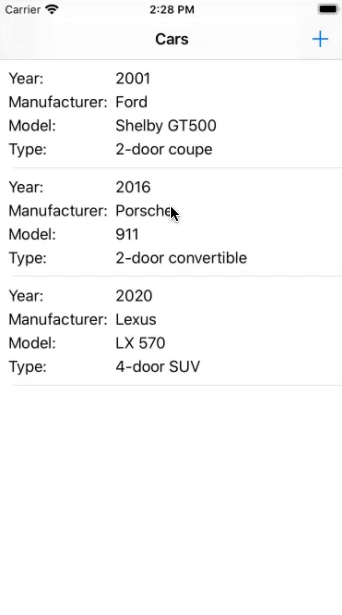 Carrier 2:28 PM
Cars +
Year: 2001
Manufacturer: Ford
Model: Shelby GT500
Type: 2-door coupe
Year: 2016
Manufacturer: Porsche
Model: 911
Type: 2-door convertible
Year: 2020
Manufacturer: Lexus
Model: LX 570
Type: 4-door SUV